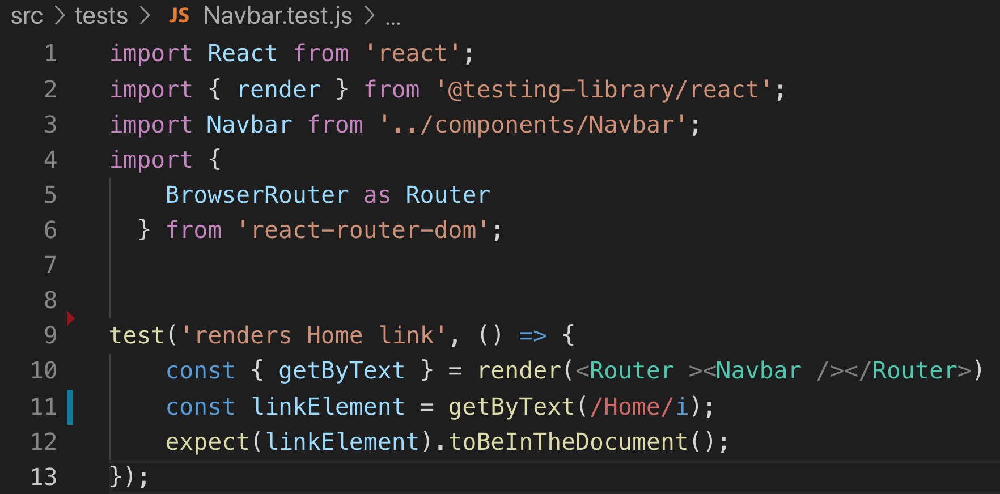 src > tests > JS Navbar.test.js > ...
1 import React from 'react';
2 import { render } from '@testing-library/react';
3 import Navbar from '../components/Navbar';
4 import {
5     BrowserRouter as Router
6   } from 'react-router-dom';
7
8
9 test('renders Home link', () => {
10     const { getByText } = render(<Router ><Navbar /></Router>)
11     const linkElement = getByText(/Home/i);
12     expect(linkElement).toBeInTheDocument();
13 });